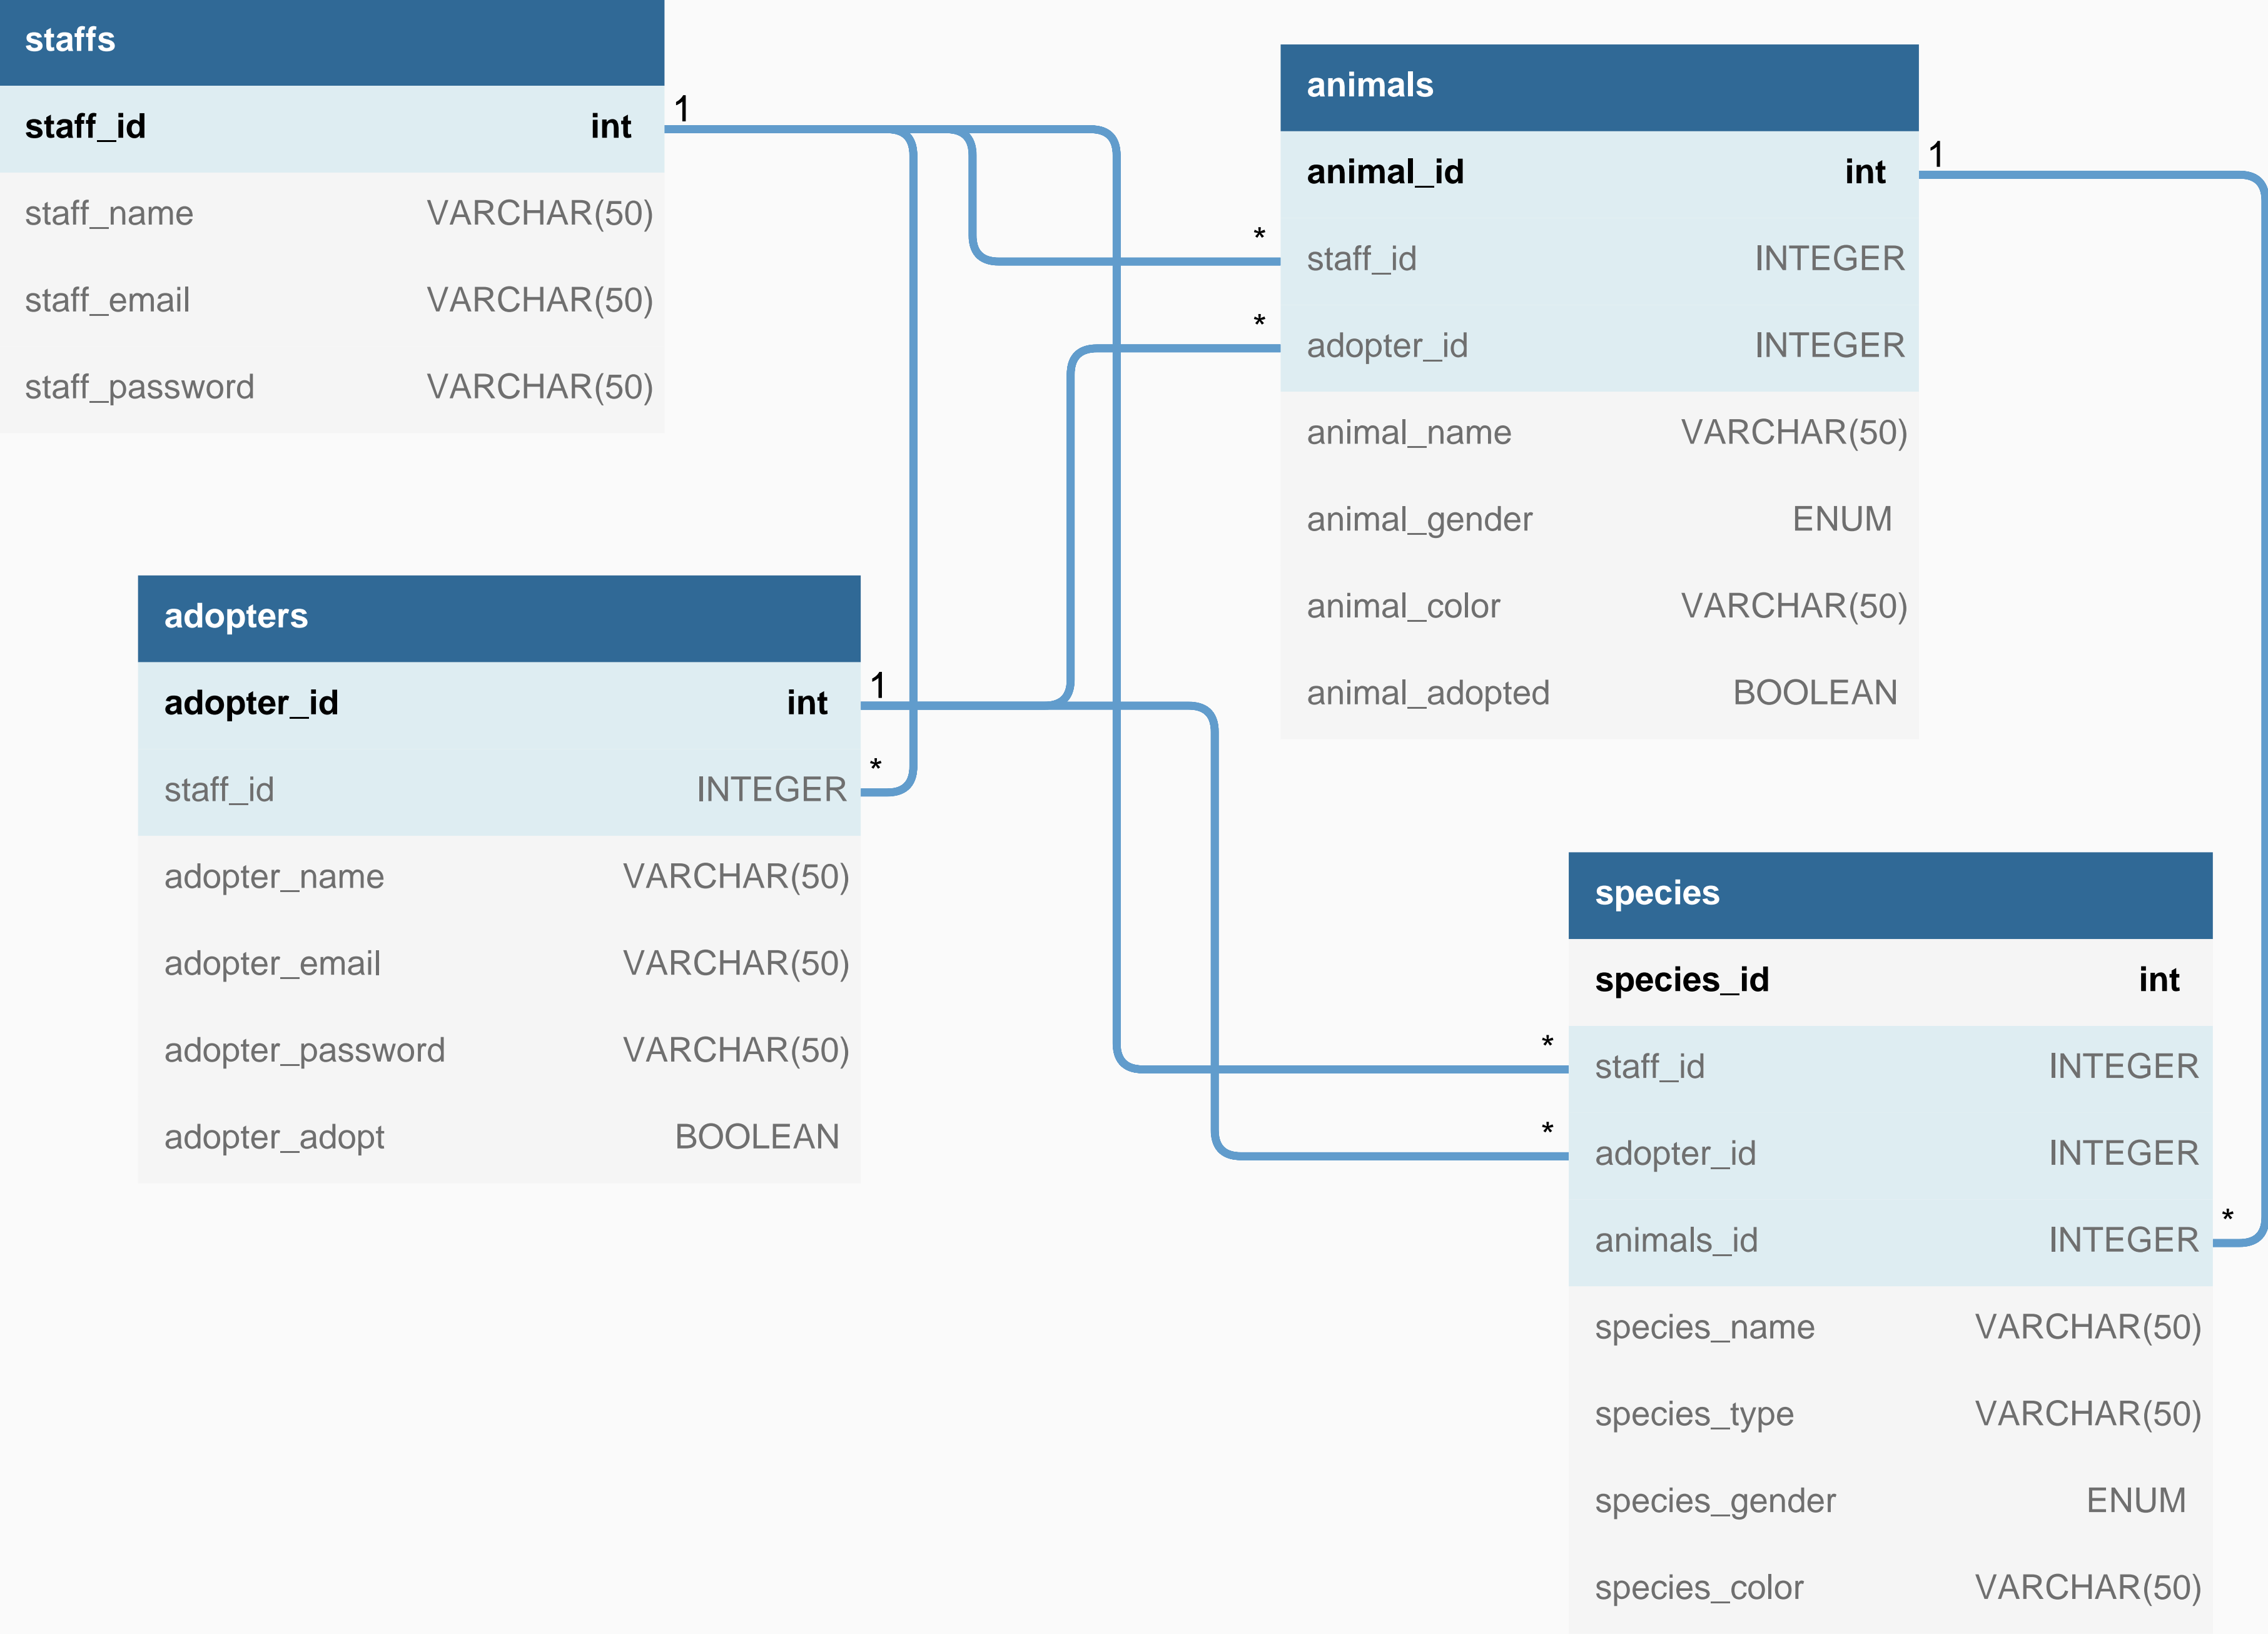 staffs
staff_id int
staff_name VARCHAR(50)
staff_email VARCHAR(50)
staff_password VARCHAR(50)
1
animals
animal_id int
staff_id INTEGER
adopter_id INTEGER
animal_name VARCHAR(50)
animal_gender ENUM
animal_color VARCHAR(50)
animal_adopted BOOLEAN
1
*
*
adopters
adopter_id int
staff_id INTEGER
adopter_name VARCHAR(50)
adopter_email VARCHAR(50)
adopter_password VARCHAR(50)
adopter_adopt BOOLEAN
1
*
species
species_id int
staff_id INTEGER
adopter_id INTEGER
animals_id INTEGER
species_name VARCHAR(50)
species_type VARCHAR(50)
species_gender ENUM
species_color VARCHAR(50)
*
*
*